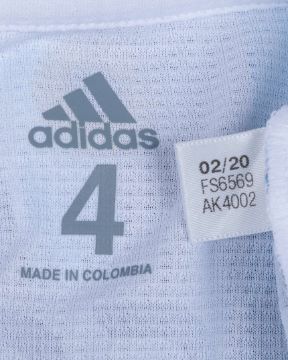 adidas
4
MADE IN COLOMBIA
02/20
FS6569
AK4002